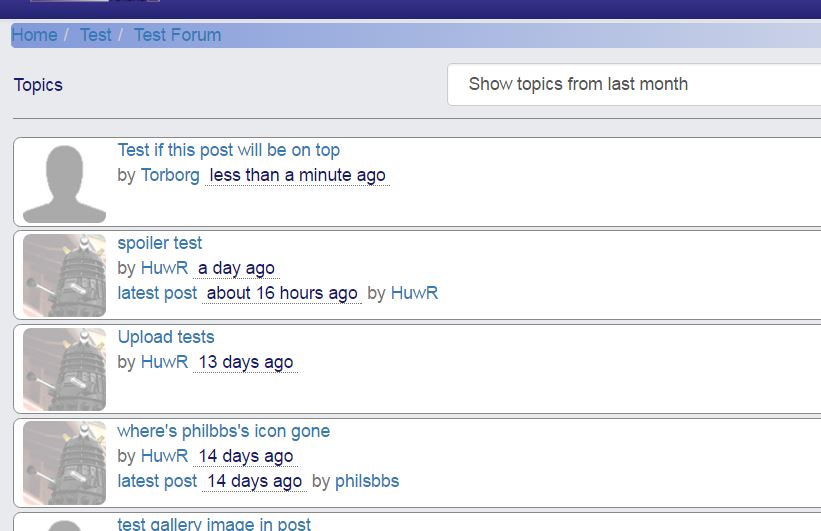 Home / Test / Test Forum
Topics
Show topics from last month
Test if this post will be on top
by Torborg less than a minute ago
spoiler test
by HuwR a day ago
latest post about 16 hours ago by HuwR
Upload tests
by HuwR 13 days ago
where's philbbs's icon gone
by HuwR 14 days ago
latest post 14 days ago by philsbbs
test gallery image in post